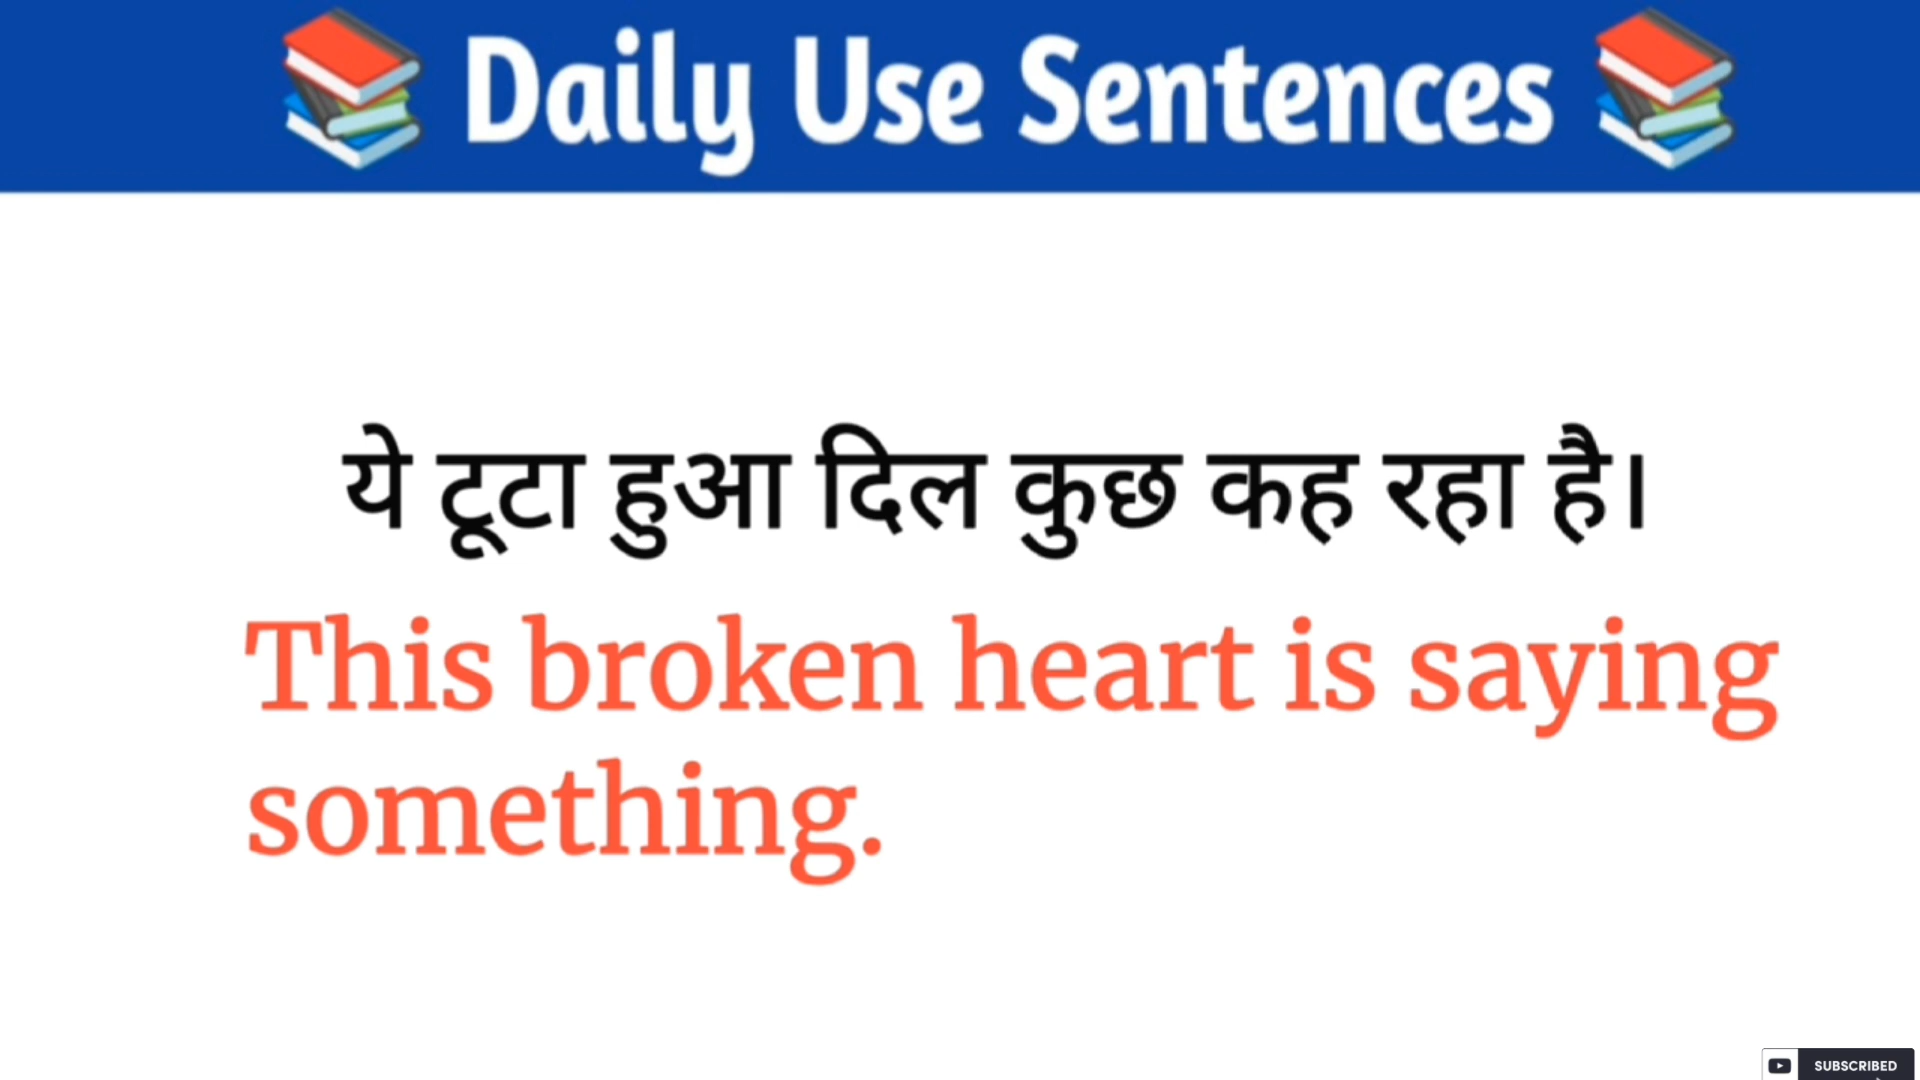 Daily Use Sentences
ये टूटा हुआ दिल कुछ कह रहा है।
This broken heart is saying
something.
SUBSCRIBED